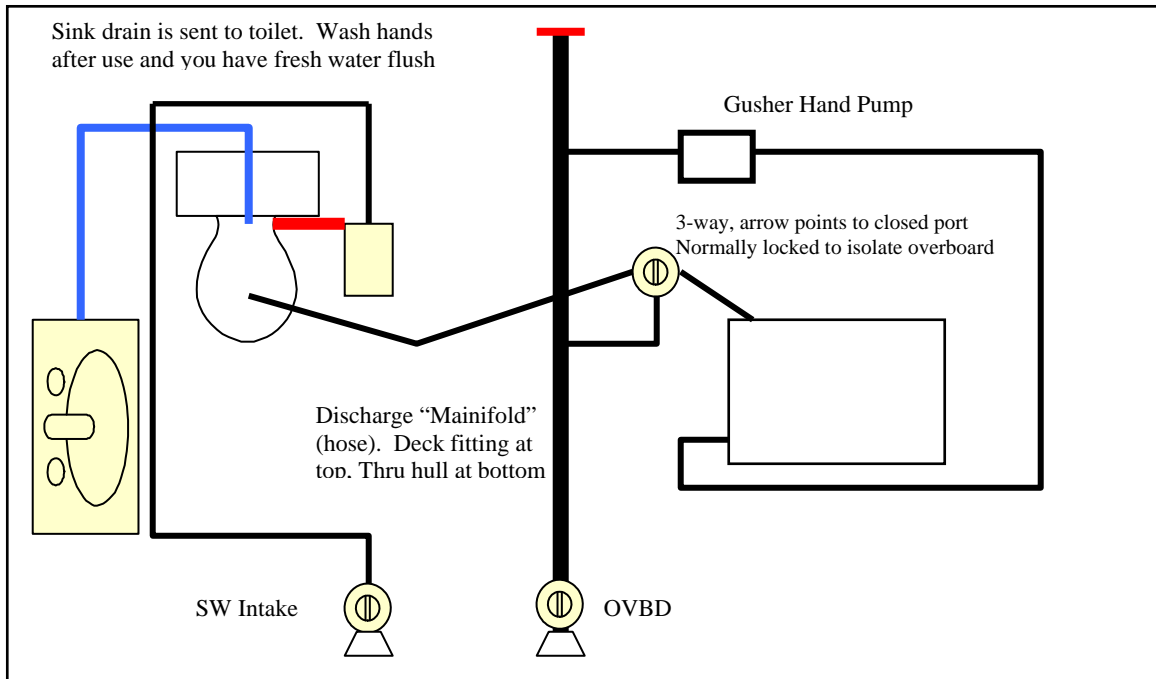 Sink drain is sent to toilet.  Wash hands
after use and you have fresh water flush
Gusher Hand Pump
3-way, arrow points to closed port
Normally locked to isolate overboard
Discharge “Mainifold”
(hose).  Deck fitting at
top. Thru hull at bottom
SW Intake
OVBD